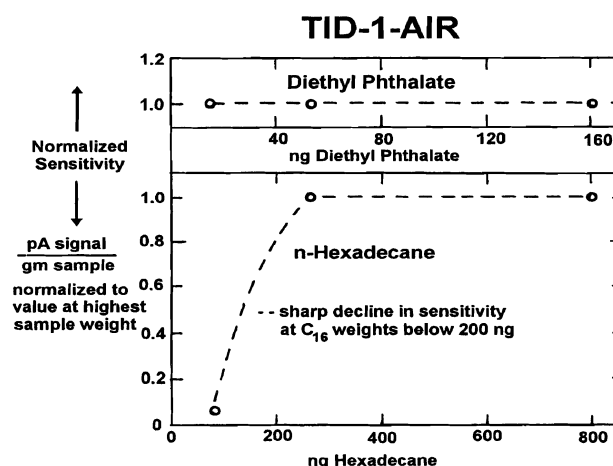 TID-1-AIR
1.2
1.0
Diethyl Phthalate
40
80
120
160
ng Diethyl Phthalate
Normalized
Sensitivity
pA signal
gm sample
normalized to
value at highest
sample weight
1.0
0.8
0.6
0.4
0.2
0
n-Hexadecane
-- sharp decline in sensitivity
at C₁₆ weights below 200 ng
0
200
400
600
800
ng Hexadecane